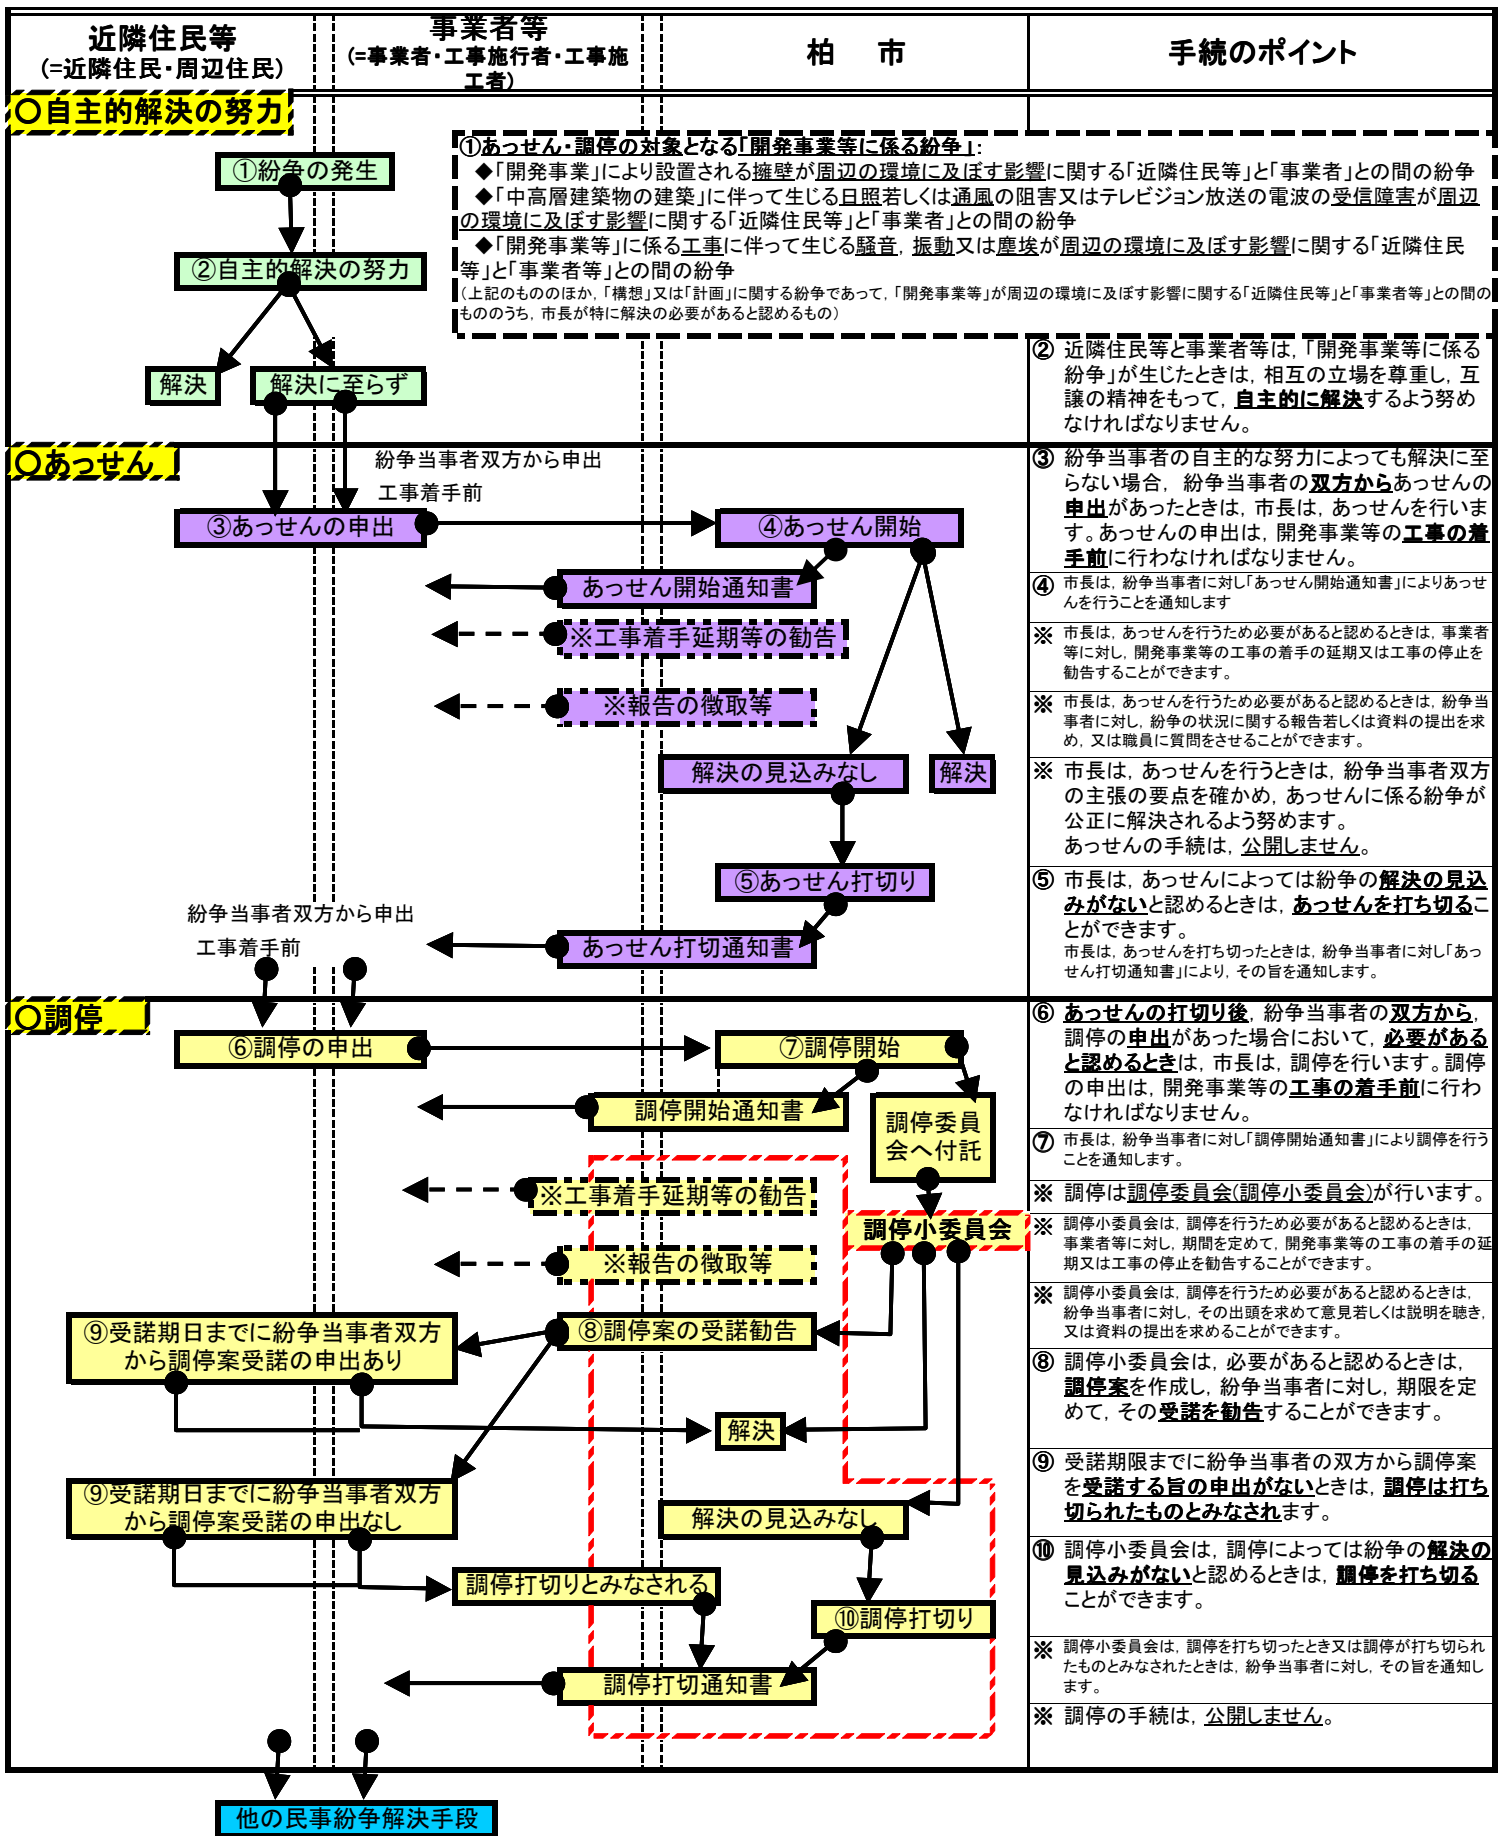 近隣住民等
(=近隣住民・周辺住民)
事業者等
(=事業者・工事施行者・工事施
工者)
柏　市
手続のポイント
○自主的解決の努力
①紛争の発生
②自主的解決の努力
解決
解決に至らず
①あっせん・調停の対象となる「開発事業等に係る紛争」:
◆「開発事業」により設置される擁壁が周辺の環境に及ぼす影響に関する「近隣住民等」と「事業者」との間の紛争
◆「中高層建築物の建築」に伴って生じる日照若しくは通風の阻害又はテレビジョン放送の電波の受信障害が周辺
の環境に及ぼす影響に関する「近隣住民等」と「事業者」との間の紛争
◆「開発事業等」に係る工事に伴って生じる騒音，振動又は塵埃が周辺の環境に及ぼす影響に関する「近隣住民
等」と「事業者等」との間の紛争
(上記のもののほか，「構想」又は「計画」に関する紛争であって，「開発事業等」が周辺の環境に及ぼす影響に関する「近隣住民等」と「事業者等」との間の
もののうち，市長が特に解決の必要があると認めるもの)
② 近隣住民等と事業者等は，「開発事業等に係る
紛争」が生じたときは，相互の立場を尊重し，互
譲の精神をもって，自主的に解決するよう努め
なければなりません。
○あっせん
紛争当事者双方から申出
工事着手前
③あっせんの申出
④あっせん開始
あっせん開始通知書
※工事着手延期等の勧告
※報告の徴取等
解決の見込みなし
解決
⑤あっせん打切り
あっせん打切通知書
紛争当事者双方から申出
工事着手前
③ 紛争当事者の自主的な努力によっても解決に至
らない場合，紛争当事者の双方からあっせんの
申出があったときは，市長は，あっせんを行いま
す。あっせんの申出は，開発事業等の工事の着
手前に行わなければなりません。
④ 市長は，紛争当事者に対し「あっせん開始通知書」によりあっせ
んを行うことを通知します
※ 市長は，あっせんを行うため必要があると認めるときは，事業者
等に対し，開発事業等の工事の着手の延期又は工事の停止を
勧告することができます。
※ 市長は，あっせんを行うため必要があると認めるときは，紛争当
事者に対し，紛争の状況に関する報告若しくは資料の提出を求
め，又は職員に質問をさせることができます。
※ 市長は，あっせんを行うときは，紛争当事者双方
の主張の要点を確かめ，あっせんに係る紛争が
公正に解決されるよう努めます。
あっせんの手続は，公開しません。
⑤ 市長は，あっせんによっては紛争の解決の見込
みがないと認めるときは，あっせんを打ち切るこ
とができます。
市長は，あっせんを打ち切ったときは，紛争当事者に対し「あっ
せん打切通知書」により，その旨を通知します。
○調停
⑥調停の申出
⑦調停開始
調停開始通知書
調停委員
会へ付託
※工事着手延期等の勧告
調停小委員会
※報告の徴取等
⑧調停案の受諾勧告
⑨受諾期日までに紛争当事者双方
から調停案受諾の申出あり
解決
⑨受諾期日までに紛争当事者双方
から調停案受諾の申出なし
解決の見込みなし
調停打切りとみなされる
⑩調停打切り
調停打切通知書
⑥ あっせんの打切り後，紛争当事者の双方から，
調停の申出があった場合において，必要がある
と認めるときは，市長は，調停を行います。調停
の申出は，開発事業等の工事の着手前に行わ
なければなりません。
⑦ 市長は，紛争当事者に対し「調停開始通知書」により調停を行う
ことを通知します。
※ 調停は調停委員会(調停小委員会)が行います。
※ 調停小委員会は，調停を行うため必要があると認めるときは，
事業者等に対し，期間を定めて，開発事業等の工事の着手の延
期又は工事の停止を勧告することができます。
※ 調停小委員会は，調停を行うため必要があると認めるときは，
紛争当事者に対し，その出頭を求めて意見若しくは説明を聴き，
又は資料の提出を求めることができます。
⑧ 調停小委員会は，必要があると認めるときは，
調停案を作成し，紛争当事者に対し，期限を定
めて，その受諾を勧告することができます。
⑨ 受諾期限までに紛争当事者の双方から調停案
を受諾する旨の申出がないときは，調停は打ち
切られたものとみなされます。
⑩ 調停小委員会は，調停によっては紛争の解決の
見込みがないと認めるときは，調停を打ち切る
ことができます。
※ 調停小委員会は，調停を打ち切ったとき又は調停が打ち切られ
たものとみなされたときは，紛争当事者に対し，その旨を通知し
ます。
※ 調停の手続は，公開しません。
他の民事紛争解決手段